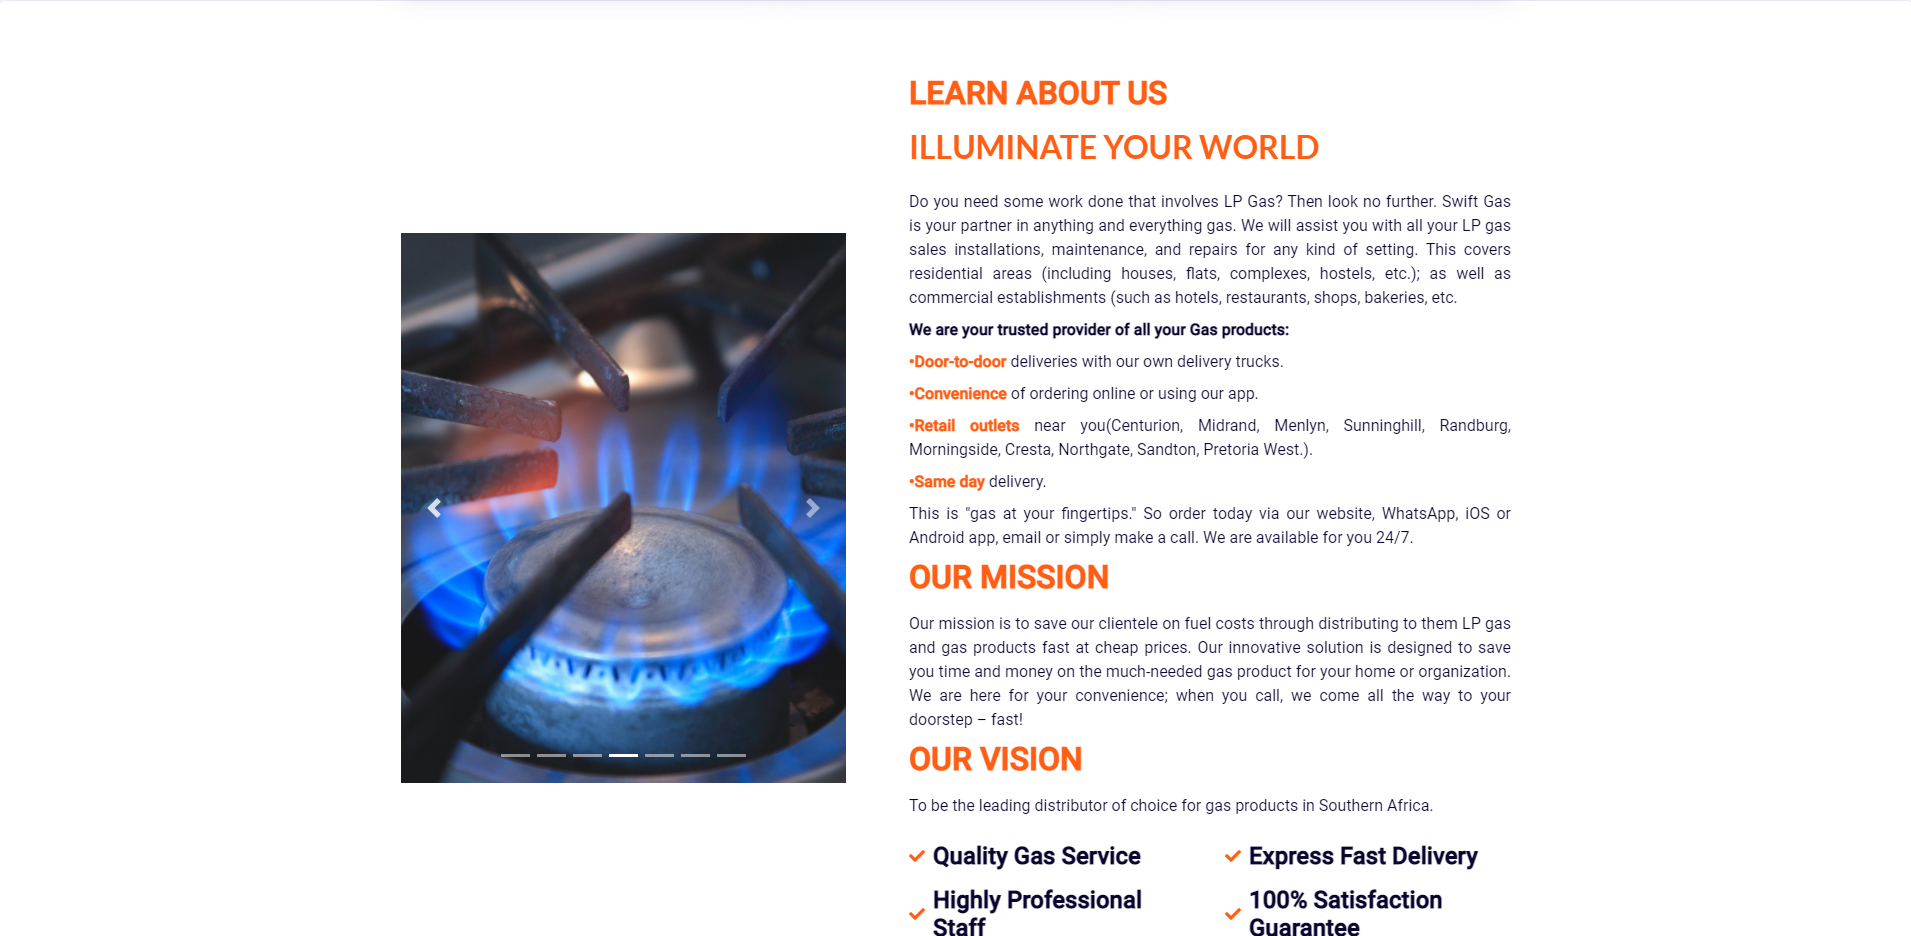 LEARN ABOUT US
ILLUMINATE YOUR WORLD
Do you need some work done that involves LP Gas? Then look no further. Swift Gas
is your partner in anything and everything gas. We will assist you with all your LP gas
sales installations, maintenance, and repairs for any kind of setting. This covers
residential areas (including houses, flats, complexes, hostels, etc.); as well as
commercial establishments (such as hotels, restaurants, shops, bakeries, etc.
We are your trusted provider of all your Gas products:
•Door-to-door deliveries with our own delivery trucks.
•Convenience of ordering online or using our app.
•Retail outlets near you(Centurion, Midrand, Menlyn, Sunninghill, Randburg,
Morningside, Cresta, Northgate, Sandton, Pretoria West.).
•Same day delivery.
This is "gas at your fingertips." So order today via our website, WhatsApp, iOS or
Android app, email or simply make a call. We are available for you 24/7.
OUR MISSION
Our mission is to save our clientele on fuel costs through distributing to them LP gas
and gas products fast at cheap prices. Our innovative solution is designed to save
you time and money on the much-needed gas product for your home or organization.
We are here for your convenience; when you call, we come all the way to your
doorstep – fast!
OUR VISION
To be the leading distributor of choice for gas products in Southern Africa.
Quality Gas Service
Express Fast Delivery
Highly Professional
Staff
100% Satisfaction
Guarantee